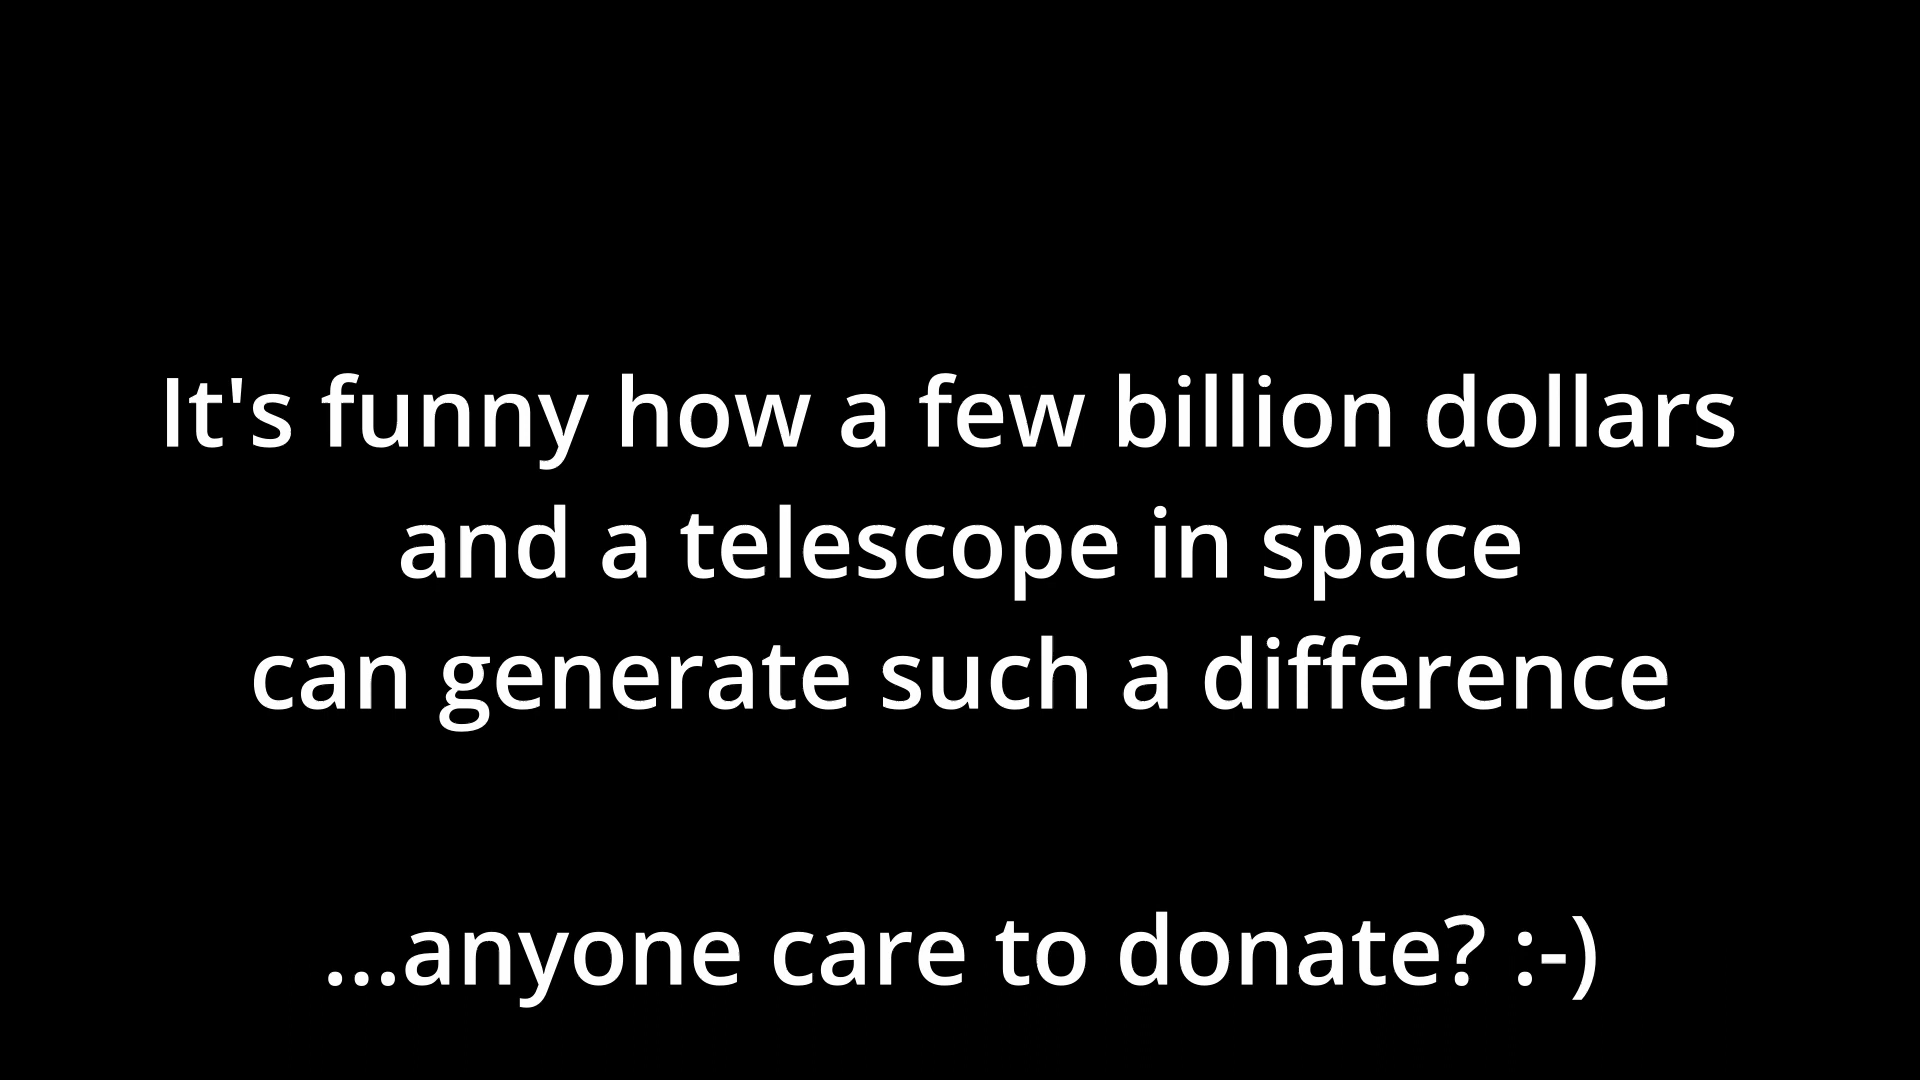 It's funny how a few billion dollars
and a telescope in space
can generate such a difference
...anyone care to donate? :-)